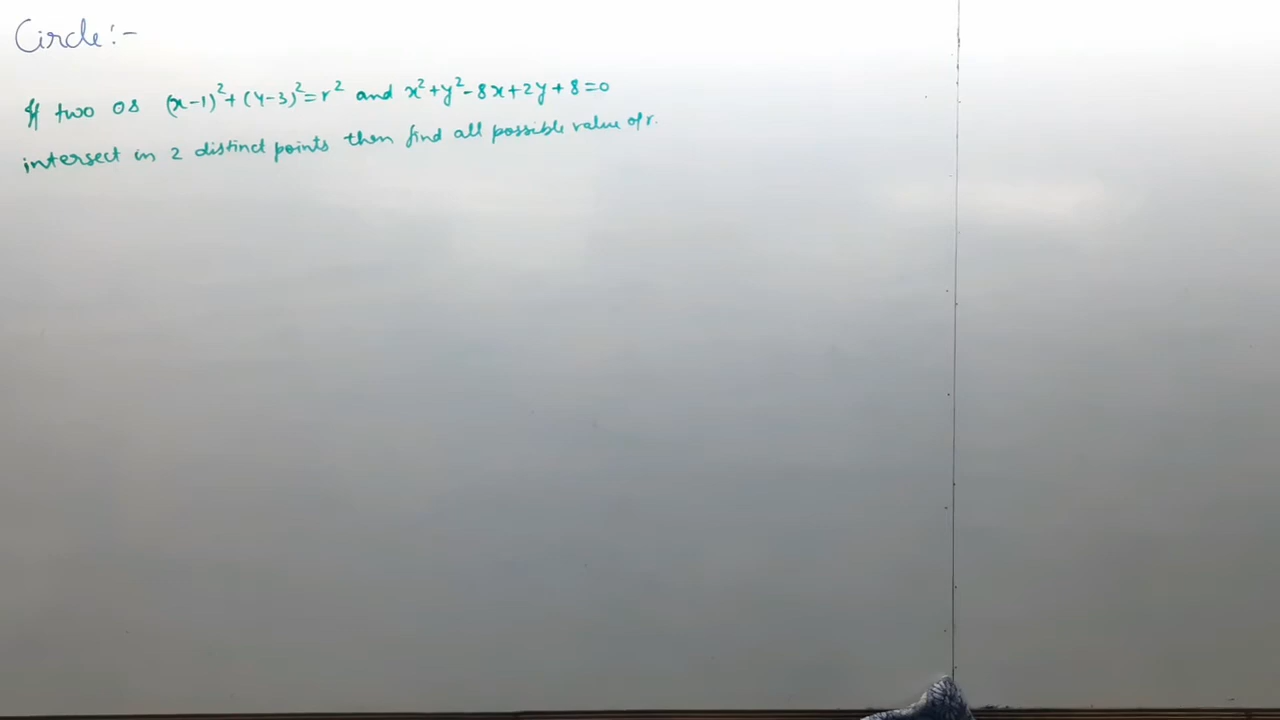 Circle:-
If two Os (x-1)²+(y-3)²=r² and x²+y²-8x+2y+8=0
intersect in 2 distinct points then find all possible value of r.